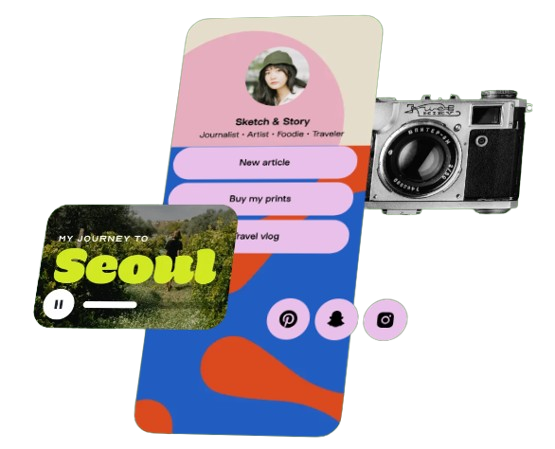 Sketch & Story
Journalist • Artist • Foodie • Traveler
New article
Buy my prints
ravel vlog
MY JOURNEY TO
Seoul